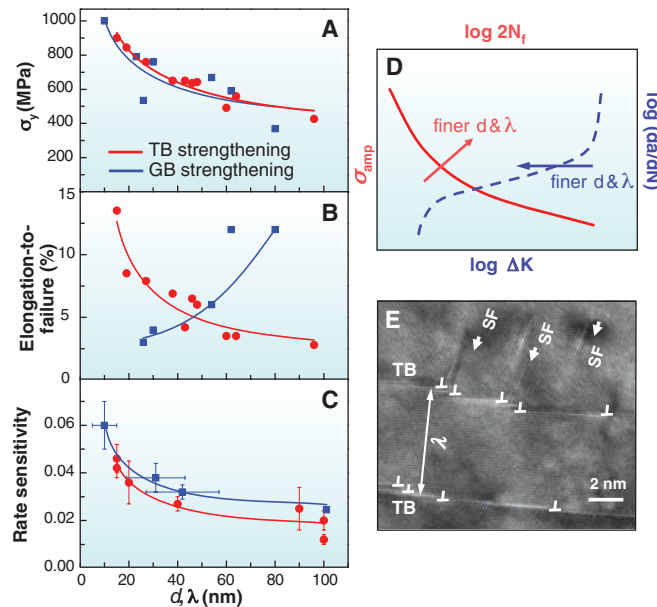 A
σy (MPa)
1000
800
600
400
200
TB strengthening
GB strengthening
B
Elongation-to-
failure (%)
15
10
5
0
C
Rate sensitivity
0.06
0.04
0.02
0.00
0 20 40 60 80 100
d, λ (nm)
log 2Nf
D
σamp
finer d & λ
finer d & λ
log (da/dN)
log ΔK
E
SF
SF
SF
TB
λ
TB
2 nm